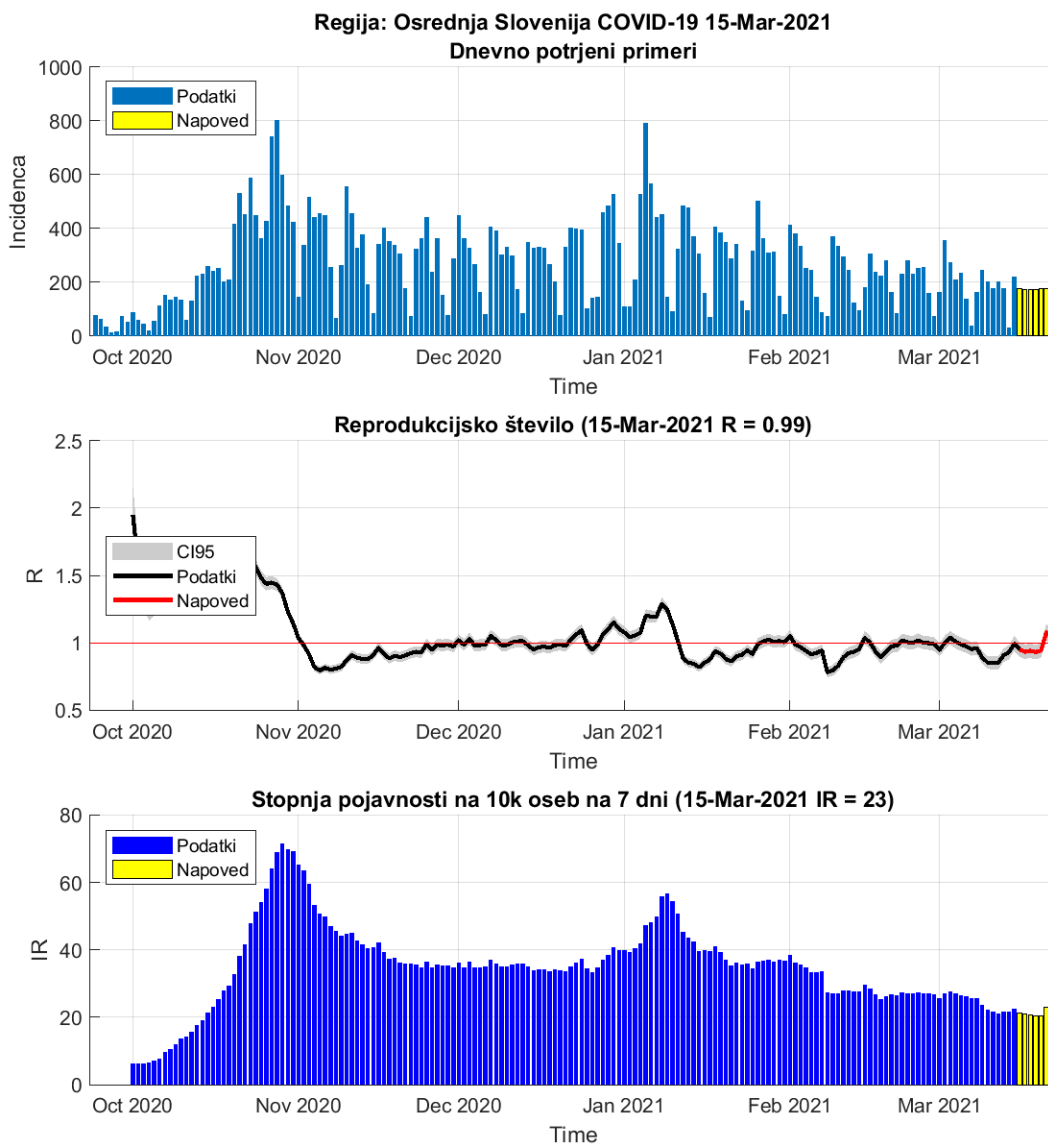 Regija: Osrednja Slovenija COVID-19 15-Mar-2021
Dnevno potrjeni primeri
1000
800
600
400
200
0
Incidenca
Podatki
Napoved
Oct 2020 Nov 2020 Dec 2020 Jan 2021 Feb 2021 Mar 2021
Time
Reprodukcijsko število (15-Mar-2021 R = 0.99)
2.5
2
1.5
1
0.5
R
CI95
Podatki
Napoved
Oct 2020 Nov 2020 Dec 2020 Jan 2021 Feb 2021 Mar 2021
Time
Stopnja pojavnosti na 10k oseb na 7 dni (15-Mar-2021 IR = 23)
80
60
40
20
0
IR
Podatki
Napoved
Oct 2020 Nov 2020 Dec 2020 Jan 2021 Feb 2021 Mar 2021
Time